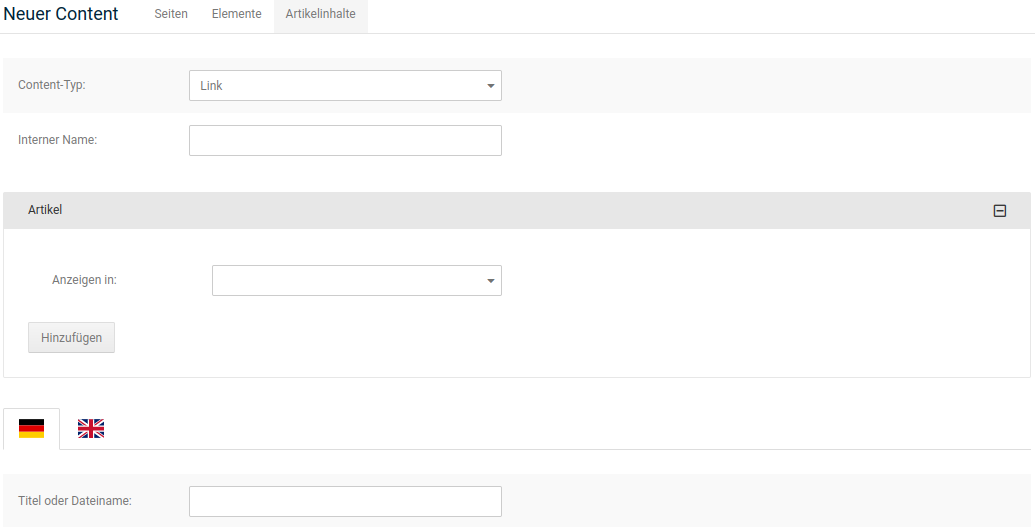 Neuer Content Seiten Elemente Artikelinhalte
Content-Typ: Link
Interner Name:
Artikel
Anzeigen in:
Hinzufügen
Titel oder Dateiname: